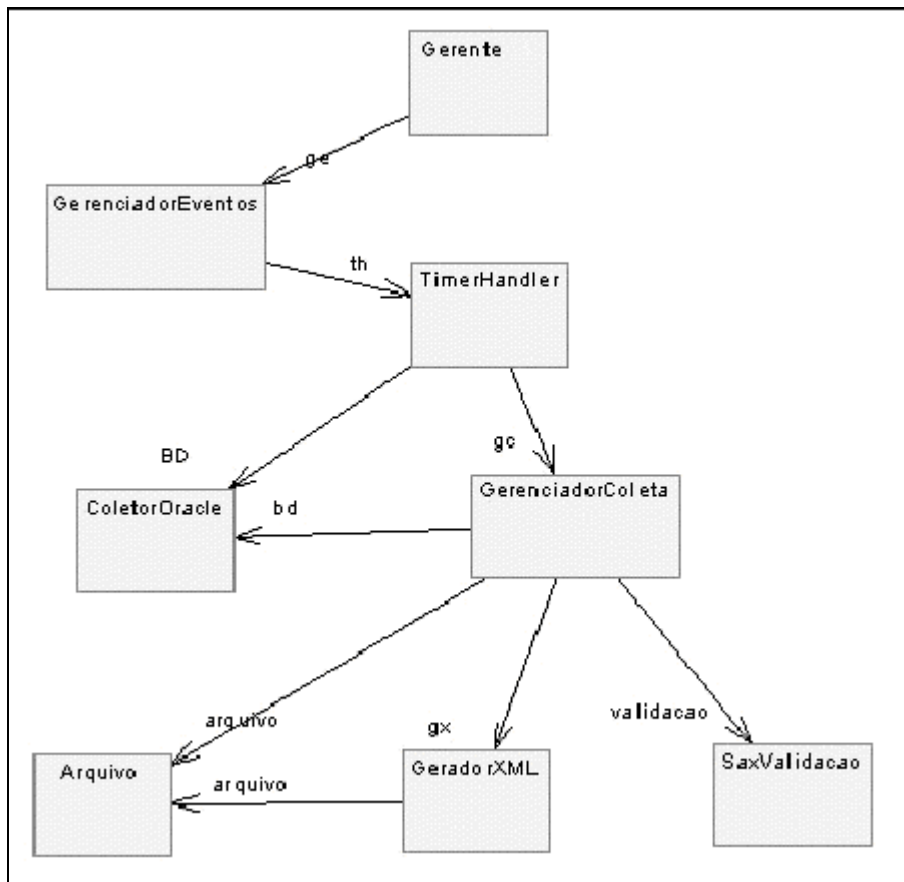 Gerente
ge
GerenciadorEventos
th
TimerHandler
BD
gc
ColetorOracle
bd
GerenciadorColeta
arquivo
gx
validacao
Arquivo
arquivo
GeradorXML
SaxValidacao